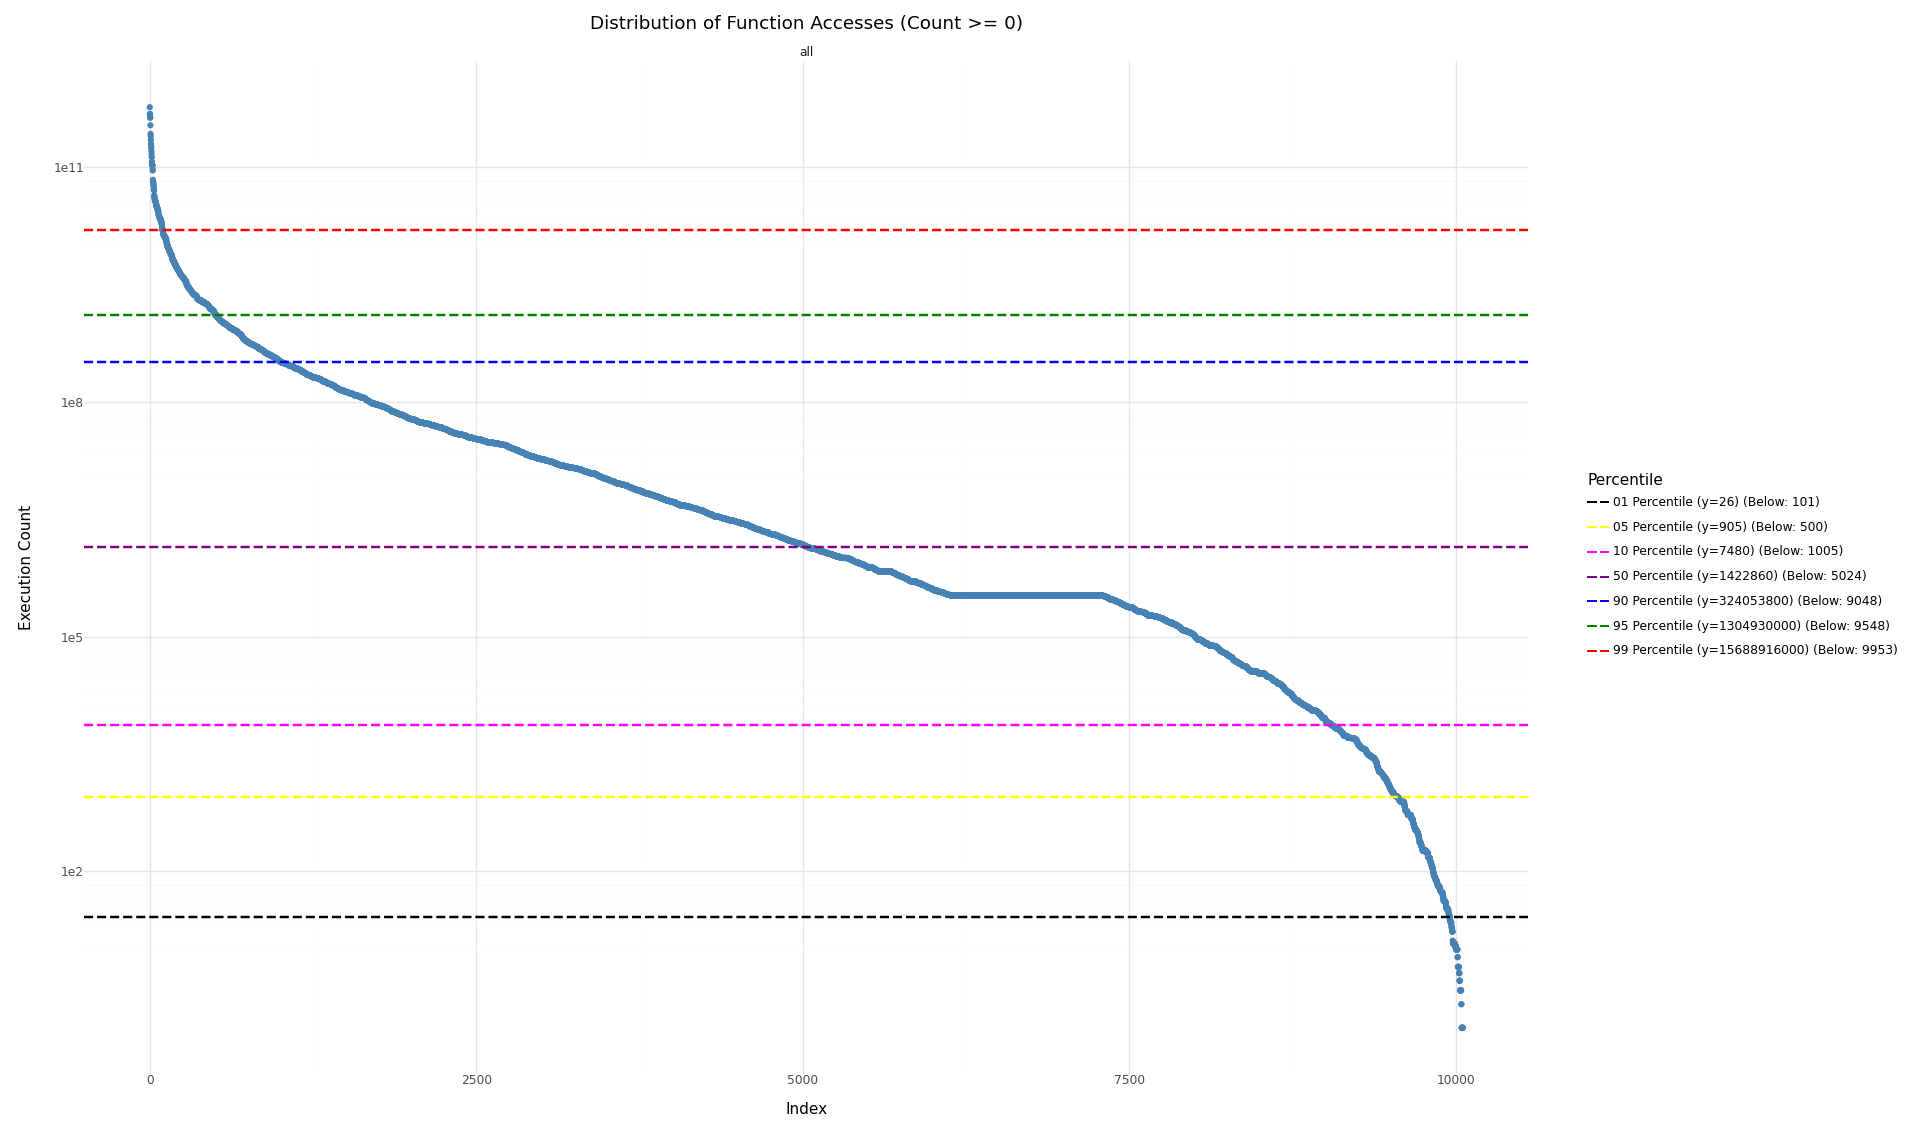 Distribution of Function Accesses (Count >= 0)
all
1e11
1e8
1e5
1e2
Execution Count
0
2500
5000
7500
10000
Index
Percentile
01 Percentile (y=26) (Below: 101)
05 Percentile (y=905) (Below: 500)
10 Percentile (y=7480) (Below: 1005)
50 Percentile (y=1422860) (Below: 5024)
90 Percentile (y=324053800) (Below: 9048)
95 Percentile (y=1304930000) (Below: 9548)
99 Percentile (y=15688916000) (Below: 9953)